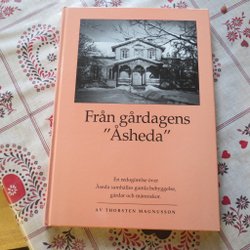 Från gårdagens
"Åsheda"
En redogörelse över
Åseda samhälles gamla bebyggelse,
gårdar och människor.
AV THORSTEN MAGNUSSON